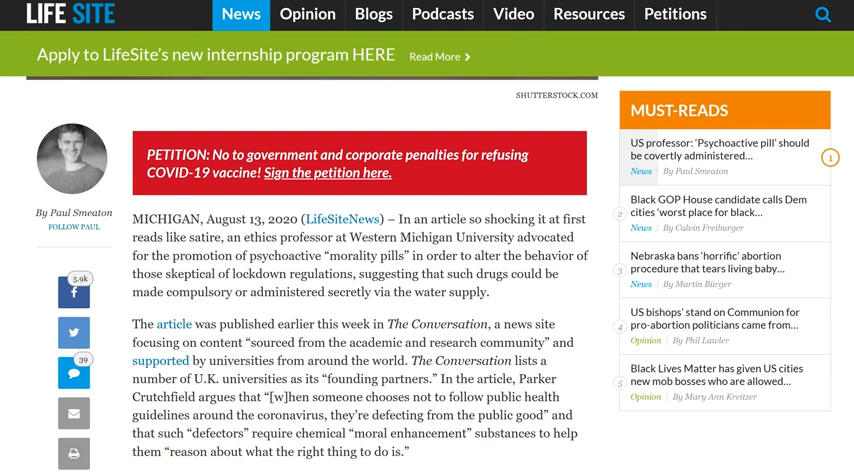 LIFE SITE
News Opinion Blogs Podcasts Video Resources Petitions
Apply to LifeSite's new internship program HERE Read More
SHUTTERSTOCK.COM
By Paul Smeaton
FOLLOW PAUL
5.9k
39
PETITION: No to government and corporate penalties for refusing
COVID-19 vaccine! Sign the petition here.
MICHIGAN, August 13, 2020 (LifeSiteNews) – In an article so shocking it at first
reads like satire, an ethics professor at Western Michigan University advocated
for the promotion of psychoactive “morality pills” in order to alter the behavior of
those skeptical of lockdown regulations, suggesting that such drugs could be
made compulsory or administered secretly via the water supply.
The article was published earlier this week in The Conversation, a news site
focusing on content “sourced from the academic and research community” and
supported by universities from around the world. The Conversation lists a
number of U.K. universities as its “founding partners.” In the article, Parker
Crutchfield argues that “[w]hen someone chooses not to follow public health
guidelines around the coronavirus, they’re defecting from the public good” and
that such “defectors” require chemical “moral enhancement” substances to help
them “reason about what the right thing to do is.”
MUST-READS
US professor: ‘Psychoactive pill’ should
be covertly administered...
News By Paul Smeaton
1
Black GOP House candidate calls Dem
2 cities ‘worst place for black...
News By Calvin Freiburger
Nebraska bans ‘horrific’ abortion
3 procedure that tears living baby...
News By Martin Bürger
US bishops’ stand on Communion for
4 pro-abortion politicians came from...
Opinion By Phil Lawler
Black Lives Matter has given US cities
5 new mob bosses who are allowed...
Opinion By Mary Ann Kreitzer